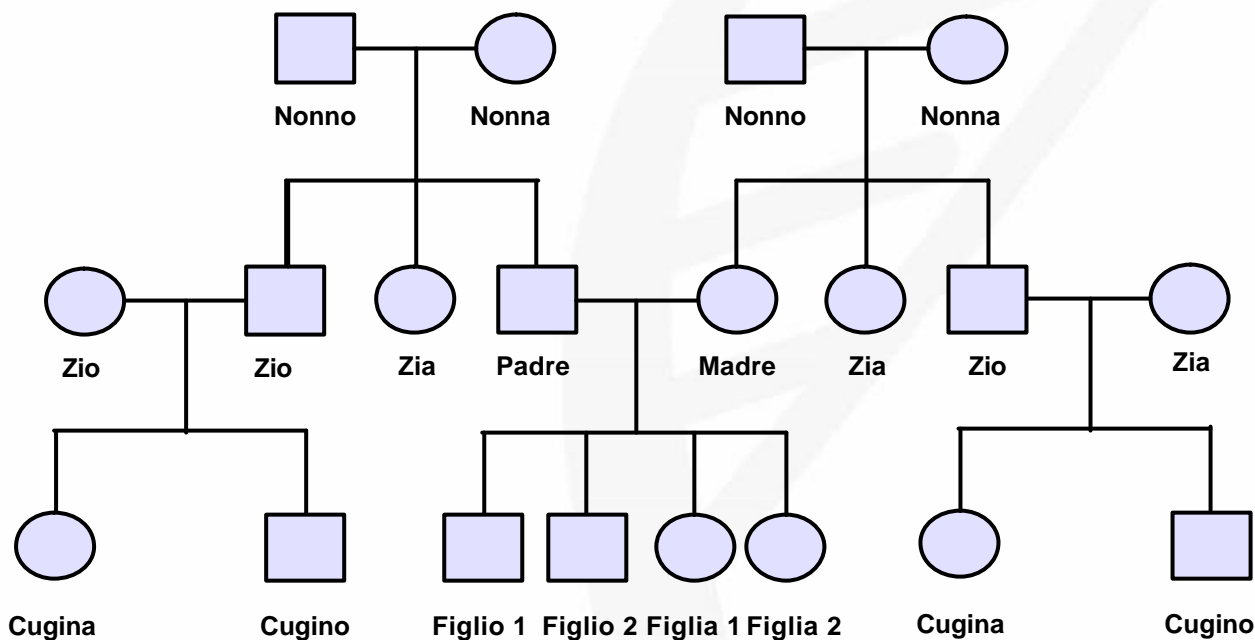 Nonno Nonna Nonno Nonna
Zio Zio Zia Padre Madre Zia Zio Zia
Cugina Cugino Figlio 1 Figlio 2 Figlia 1 Figlia 2 Cugina Cugino